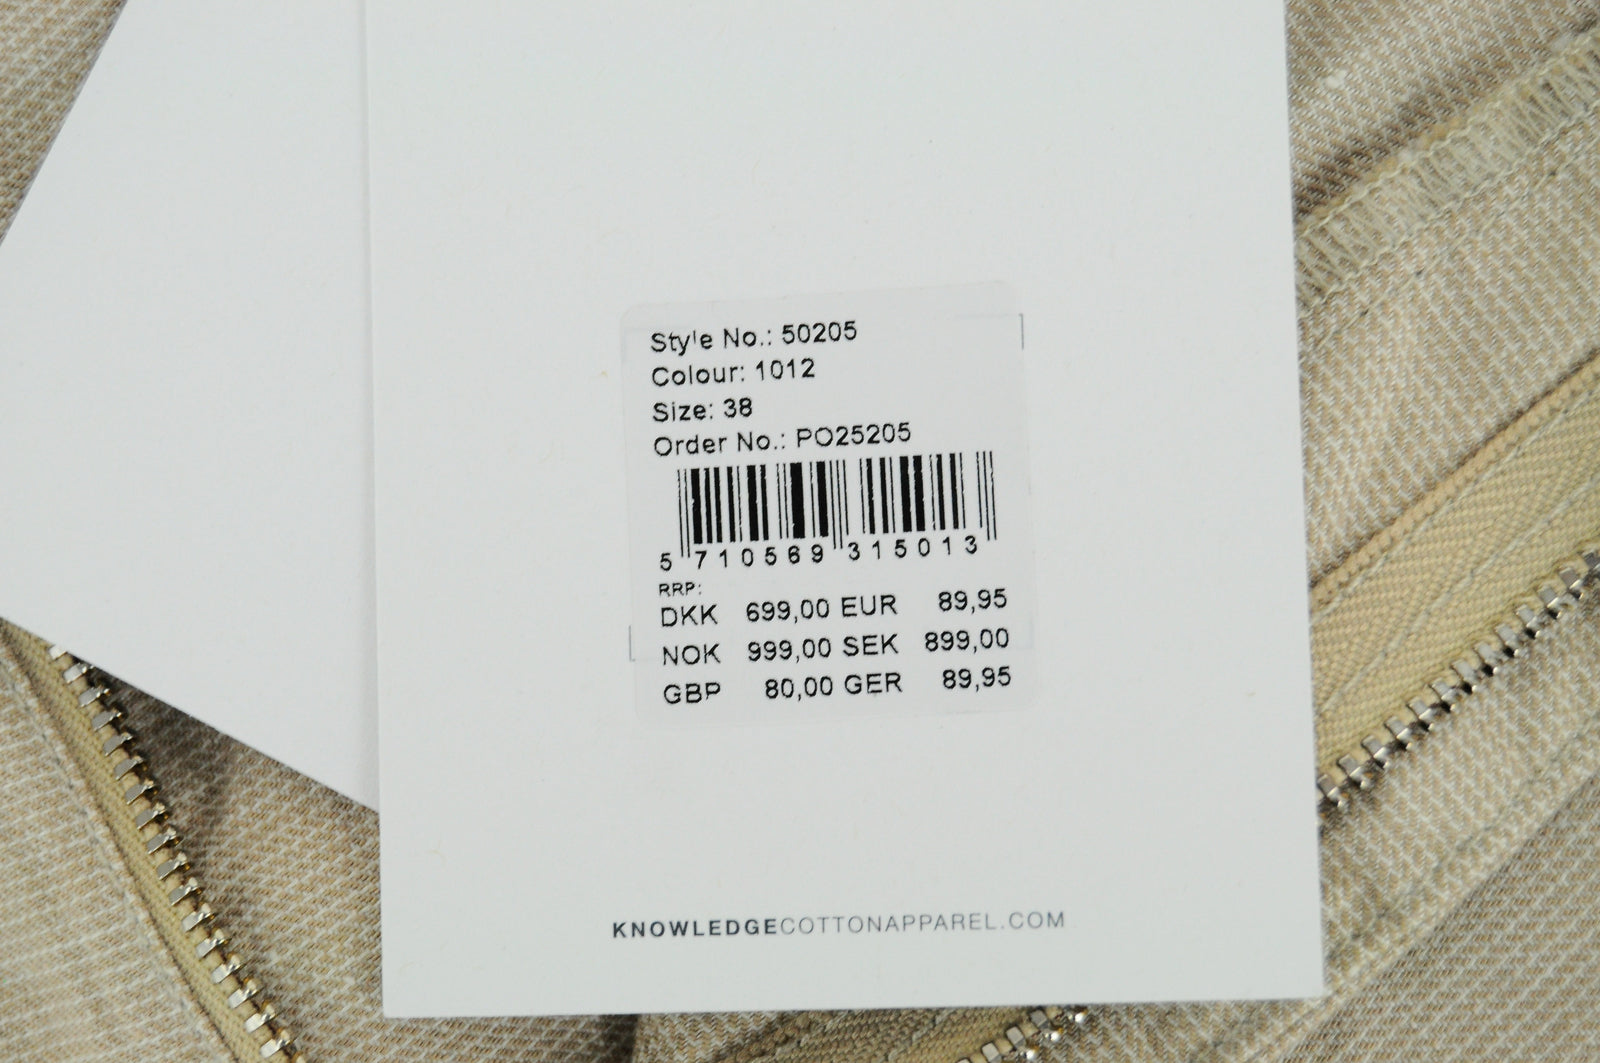 Style No.: 50205
Colour: 1012
Size: 38
Order No.: PO25205
5 710569 315013
RRP:
DKK 699,00 EUR 89,95
NOK 999,00 SEK 899,00
GBP 80,00 GER 89,95
KNOWLEDGECOTTONAPPAREL.COM